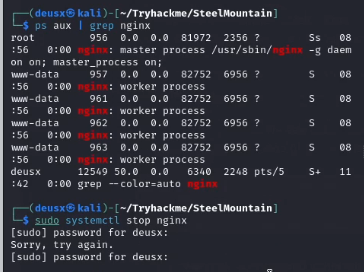 ┌──(deusx㉿kali)-[~/Tryhackme/SteelMountain]
└─$ ps aux | grep nginx
root         956  0.0  0.0  81972  2356 ?        Ss   08
:56   0:00 nginx: master process /usr/sbin/nginx -g daem
on on; master_process on;
www-data     957  0.0  0.0  82752  6956 ?        S    08
:56   0:00 nginx: worker process
www-data     961  0.0  0.0  82752  6956 ?        S    08
:56   0:00 nginx: worker process
www-data     962  0.0  0.0  82752  6956 ?        S    08
:56   0:00 nginx: worker process
www-data     963  0.0  0.0  82752  6956 ?        S    08
:56   0:00 nginx: worker process
deusx      12549 50.0  0.0   6340  2248 pts/5    S+   11
:42   0:00 grep --color=auto nginx
┌──(deusx㉿kali)-[~/Tryhackme/SteelMountain]
└─$ sudo systemctl stop nginx
[sudo] password for deusx:
Sorry, try again.
[sudo] password for deusx: